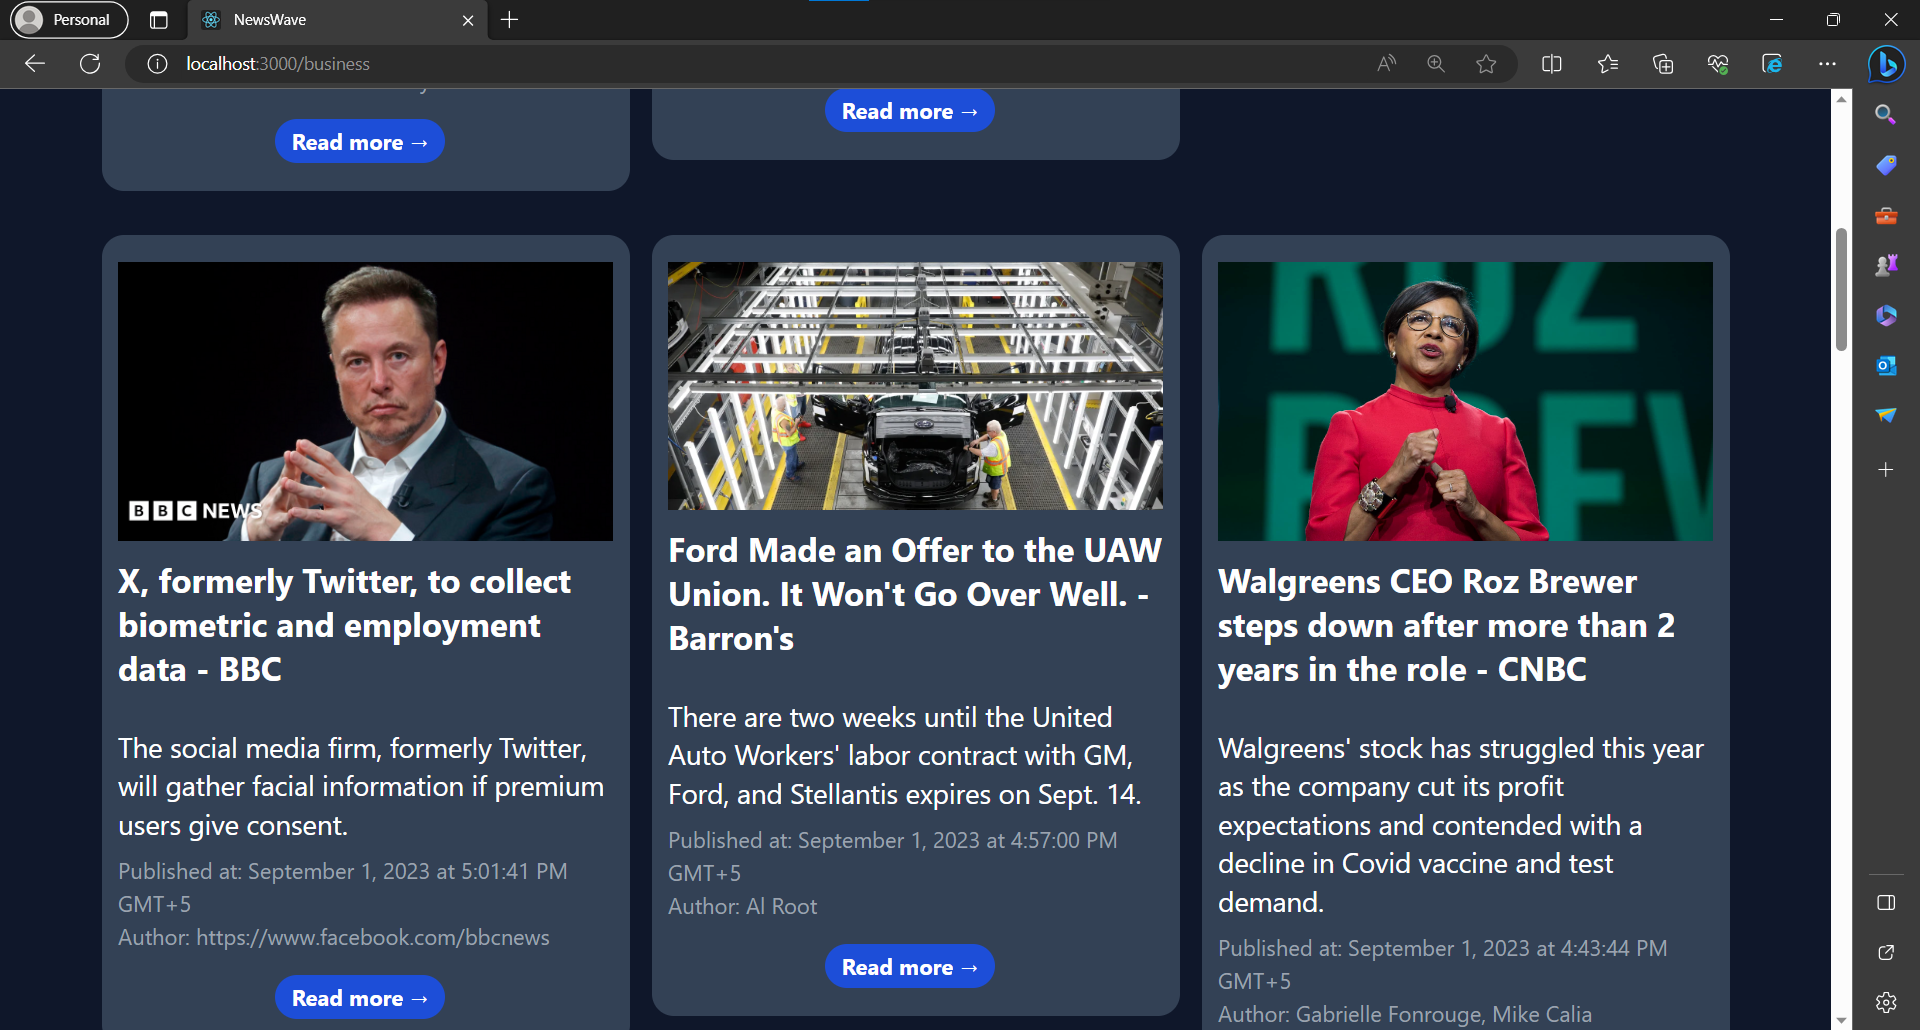 Personal
NewsWave
localhost:3000/business
Read more →
Read more →
BBC NEWS
ROZ
X, formerly Twitter, to collect
biometric and employment
data - BBC
The social media firm, formerly Twitter,
will gather facial information if premium
users give consent.
Published at: September 1, 2023 at 5:01:41 PM
GMT+5
Author: https://www.facebook.com/bbcnews
Read more →
Ford Made an Offer to the UAW
Union. It Won't Go Over Well. -
Barron's
There are two weeks until the United
Auto Workers' labor contract with GM,
Ford, and Stellantis expires on Sept. 14.
Published at: September 1, 2023 at 4:57:00 PM
GMT+5
Author: Al Root
Read more →
Walgreens CEO Roz Brewer
steps down after more than 2
years in the role - CNBC
Walgreens' stock has struggled this year
as the company cut its profit
expectations and contended with a
decline in Covid vaccine and test
demand.
Published at: September 1, 2023 at 4:43:44 PM
GMT+5
Author: Gabrielle Fonrouge, Mike Calia